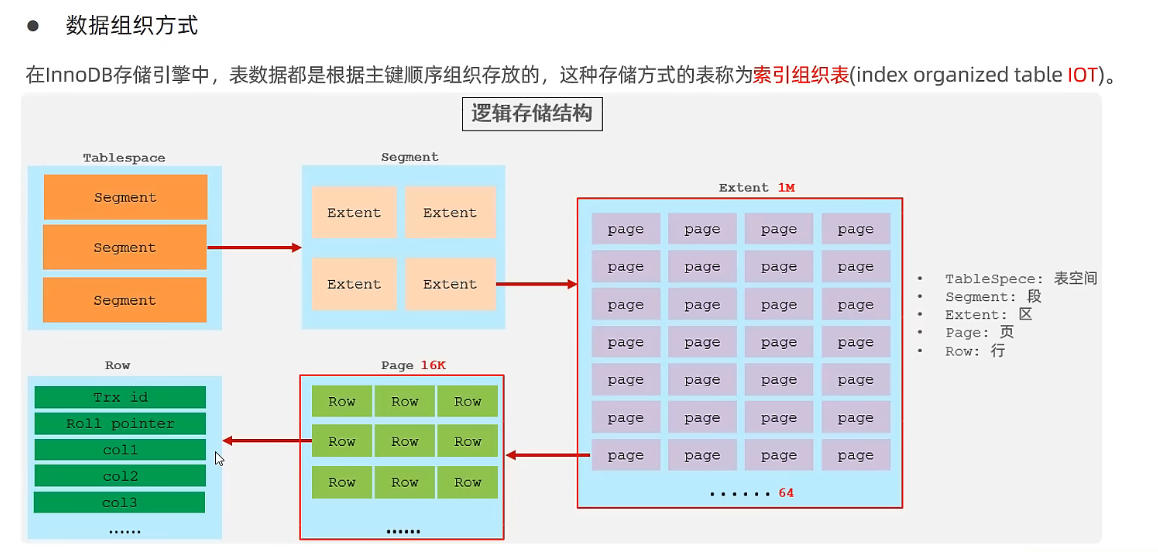 ● 数据组织方式
在InnoDB存储引擎中，表数据都是根据主键顺序组织存放的，这种存储方式的表称为索引组织表(index organized table IOT)。
逻辑存储结构
Tablespace
Segment
Segment
Segment
Segment
Extent Extent
Extent Extent
Extent 1M
page page page page
page page page page
page page page page
page page page page
page page page page
page page page page
page page page page
......64
• TableSpece: 表空间
• Segment: 段
• Extent: 区
• Page: 页
• Row: 行
Row
Trx id
Roll pointer
col1
col2
col3
......
Page 16K
Row Row Row
Row Row Row
Row Row Row
......